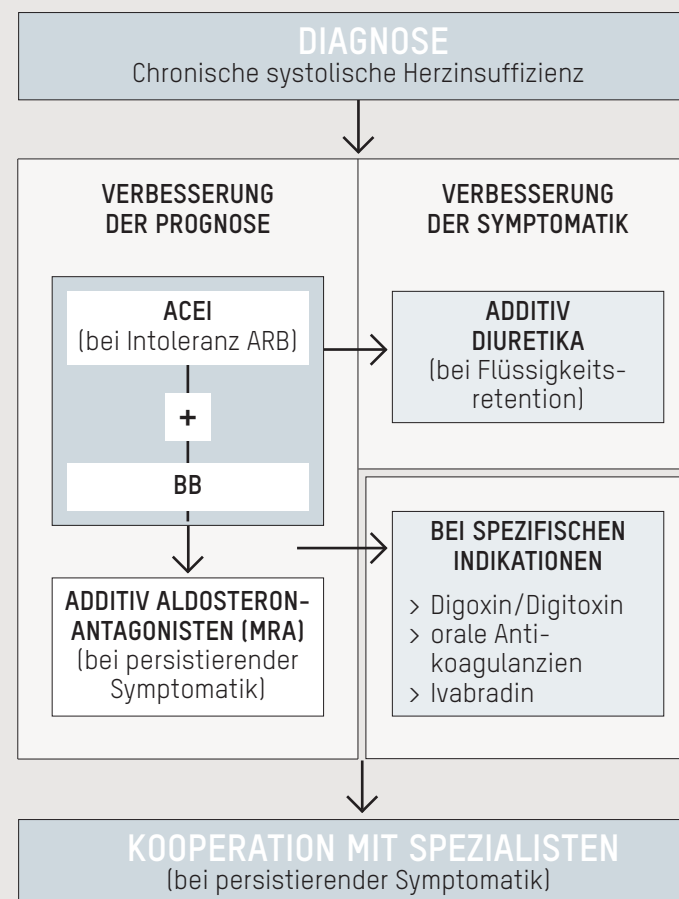 DIAGNOSE
Chronische systolische Herzinsuffizienz
VERBESSERUNG
DER PROGNOSE
ACEI
(bei Intoleranz ARB)
+
BB
ADDITIV ALDOSTERON-
ANTAGONISTEN (MRA)
(bei persistierender
Symptomatik)
VERBESSERUNG
DER SYMPTOMATIK
ADDITIV
DIURETIKA
(bei Flüssigkeits-
retention)
BEI SPEZIFISCHEN
INDIKATIONEN
> Digoxin/Digitoxin
> orale Anti-
koagulanzien
> Ivabradin
KOOPERATION MIT SPEZIALISTEN
(bei persistierender Symptomatik)